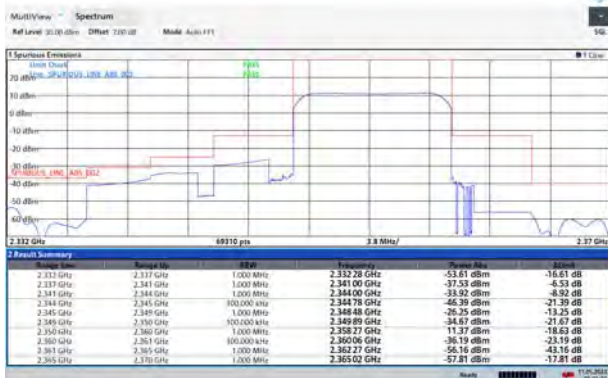 MultiView Spectrum
Ref Level 30.00 dBm Offset 7.00 dB Mode Auto FFT
SGL
1 Spurious Emissions
1 Clrw
Limit Check PASS
Line _SPURIOUS_LINE_ABS_002 PASS
20 dBm
10 dBm
0 dBm
-10 dBm
-20 dBm
-30 dBm
_SPURIOUS_LINE_ABS_002
-40 dBm
-50 dBm
-60 dBm
2.332 GHz 69310 pts 3.8 MHz/ 2.37 GHz
2 Result Summary
Range Low Range Up RBW Frequency Power Abs ΔLimit
2.332 GHz 2.337 GHz 1.000 MHz 2.33228 GHz -53.61 dBm -16.61 dB
2.337 GHz 2.341 GHz 1.000 MHz 2.34100 GHz -37.53 dBm -6.53 dB
2.341 GHz 2.344 GHz 1.000 MHz 2.34400 GHz -33.92 dBm -8.92 dB
2.344 GHz 2.345 GHz 100.000 kHz 2.34478 GHz -46.39 dBm -21.39 dB
2.345 GHz 2.349 GHz 1.000 MHz 2.34848 GHz -26.25 dBm -13.25 dB
2.349 GHz 2.350 GHz 100.000 kHz 2.34989 GHz -34.67 dBm -21.67 dB
2.350 GHz 2.360 GHz 1.000 MHz 2.35827 GHz 11.37 dBm -18.63 dB
2.360 GHz 2.361 GHz 100.000 kHz 2.36006 GHz -36.19 dBm -23.19 dB
2.361 GHz 2.365 GHz 1.000 MHz 2.36227 GHz -56.16 dBm -43.16 dB
2.365 GHz 2.370 GHz 1.000 MHz 2.36502 GHz -57.81 dBm -17.81 dB
Ready